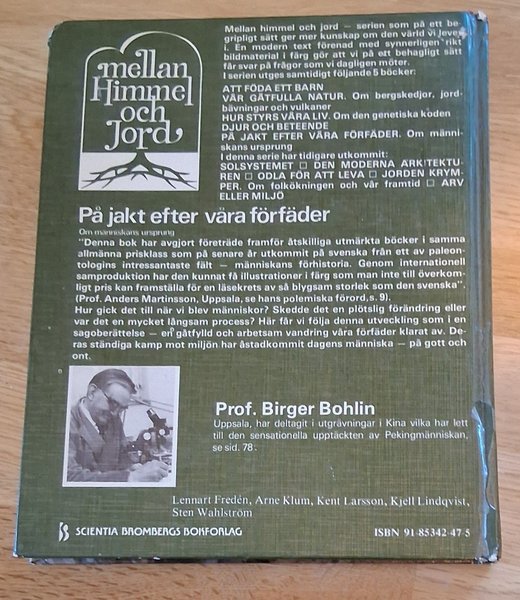 mellan
Himmel
och
Jord
Mellan himmel och jord – serien som på ett be-
gripligt sätt ger mer kunskap om den värld vi lever
i. En modern text förenad med synnerligen rikt
bildmaterial i färg gör att vi på ett behagligt sätt
får svar på frågor som vi dagligen möter.
I serien utges samtidigt följande 5 böcker:
ATT FÖDA ETT BARN
VÅR GÅTFULLA NATUR. Om bergskedjor, jord-
bävningar och vulkaner
HUR STYRS VÅRA LIV. Om den genetiska koden
DJUR OCH BETEENDE
PÅ JAKT EFTER VÅRA FÖRFÄDER. Om männi-
skans ursprung
I denna serie har tidigare utkommit:
SOLSYSTEMET □ DEN MODERNA ARKITEKTU-
REN □ ODLA FÖR ATT LEVA □ JORDEN KRYM-
PER. Om folkökningen och vår framtid □ ARV
ELLER MILJÖ
På jakt efter våra förfäder
Om människans ursprung
"Denna bok har avgjort företräde framför åtskilliga utmärkta böcker i samma
allmänna prisklass som på senare år utkommit på svenska från ett av paleon-
tologins intressantaste fält – människans förhistoria. Genom internationell
samproduktion har den kunnat få illustrationer i färg som man inte till överkom-
ligt pris kan framställa för en läsekrets av så blygsam storlek som den svenska".
(Prof. Anders Martinsson, Uppsala, se hans polemiska förord, s. 9).
Hur gick det till när vi blev människor? Skedde det en plötslig förändring eller
var det en mycket långsam process? Här får vi följa denna utveckling som i en
sagoberättelse – en gåtfylld och arbetsam vandring våra förfäder klarat av. De-
ras ständiga kamp mot miljön har åstadkommit dagens människa – på gott och
ont.
Prof. Birger Bohlin
Uppsala, har deltagit i utgrävningar i Kina vilka har lett
till den sensationella upptäckten av Pekingmänniskan,
se sid. 78.
Lennart Fredén, Arne Klum, Kent Larsson, Kjell Lindqvist,
Sten Wahlström
SCIENTIA BROMBERGS BOKFÖRLAG
ISBN 91-85342-47-5